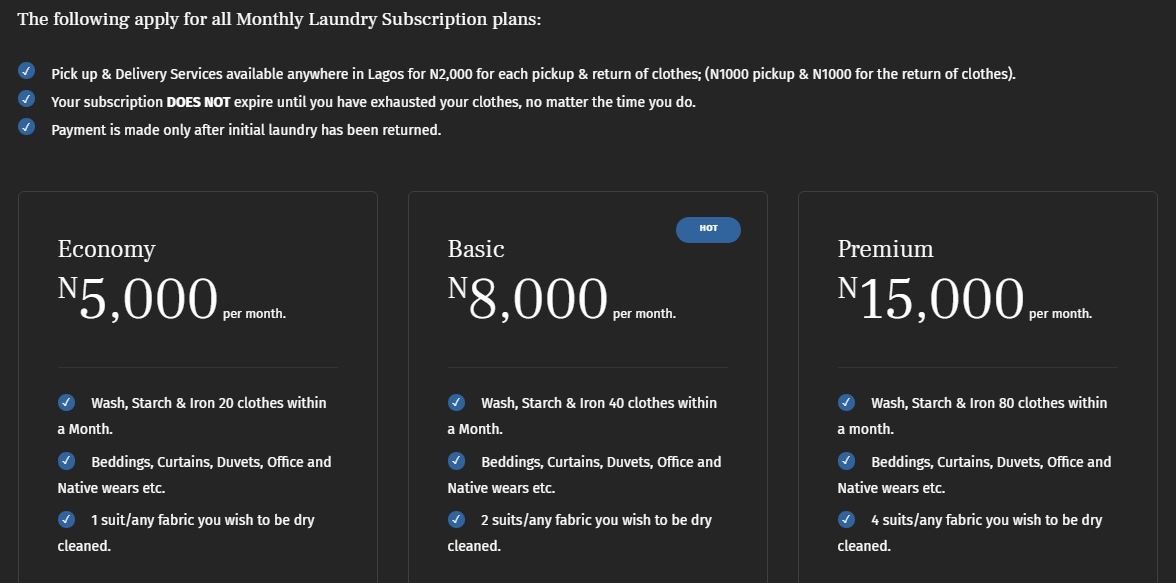 The following apply for all Monthly Laundry Subscription plans:
Pick up & Delivery Services available anywhere in Lagos for N2,000 for each pickup & return of clothes; (N1000 pickup & N1000 for the return of clothes).
Your subscription DOES NOT expire until you have exhausted your clothes, no matter the time you do.
Payment is made only after initial laundry has been returned.
Economy
N5,000 per month.
Wash, Starch & Iron 20 clothes within
a Month.
Beddings, Curtains, Duvets, Office and
Native wears etc.
1 suit/any fabric you wish to be dry
cleaned.
HOT
Basic
N8,000 per month.
Wash, Starch & Iron 40 clothes within
a Month.
Beddings, Curtains, Duvets, Office and
Native wears etc.
2 suits/any fabric you wish to be dry
cleaned.
Premium
N15,000 per month.
Wash, Starch & Iron 80 clothes within
a month.
Beddings, Curtains, Duvets, Office and
Native wears etc.
4 suits/any fabric you wish to be dry
cleaned.